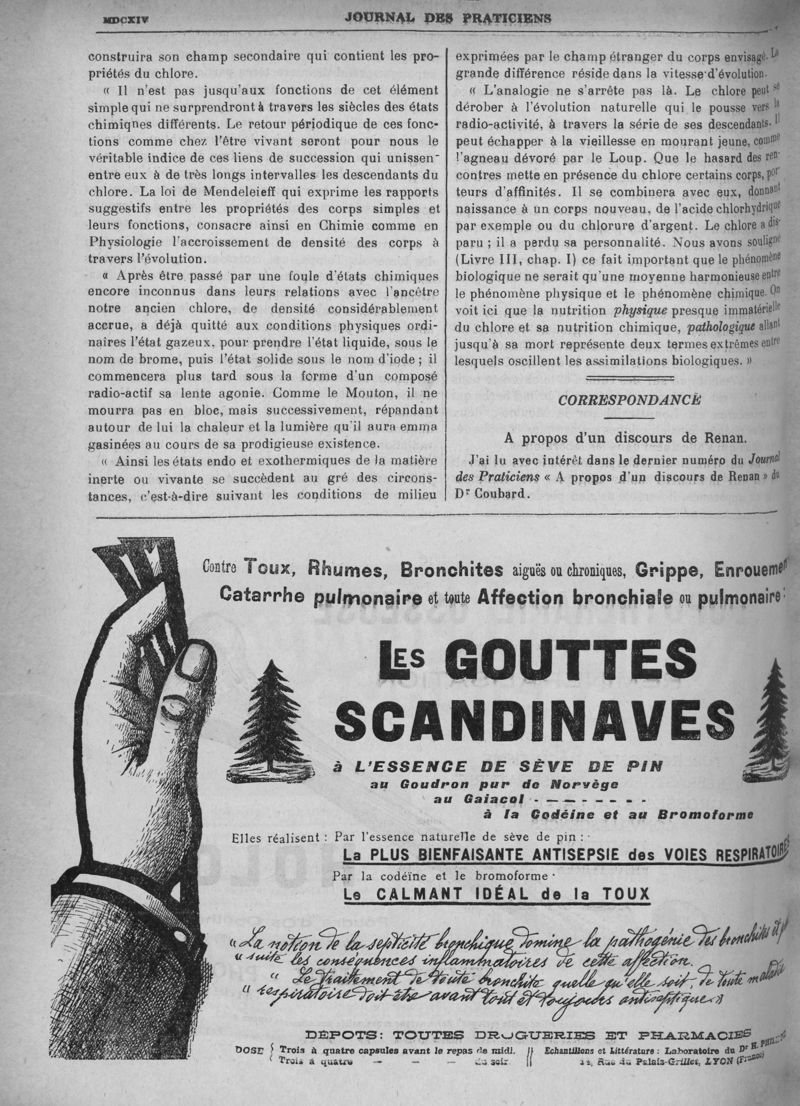 MDCXIV
JOURNAL DES PRATICIENS
construira son champ secondaire qui contient les pro-
priétés du chlore.
« Il n'est pas jusqu'aux fonctions de cet élément
simple qui ne surprendront à travers les siècles des états
chimiqnes différents. Le retour périodique de ces fonc-
tions comme chez l'être vivant seront pour nous le
véritable indice de ces liens de succession qui unissen-
entre eux à de très longs intervalles les descendants du
chlore. La loi de Mendeleieff qui exprime les rapports
suggestifs entre les propriétés des corps simples et
leurs fonctions, consacre ainsi en Chimie comme en
Physiologie l'accroissement de densité des corps à
travers l'évolution.
« Après être passé par une foule d'états chimiques
encore inconnus dans leurs relations avec l'ancêtre
notre ancien chlore, de densité considérablement
accrue, a déjà quitté aux conditions physiques ordi-
naires l'état gazeux, pour prendre l'état liquide, sous le
nom de brome, puis l'état solide sous le nom d'iode ; il
commencera plus tard sous la forme d'un composé
radio-actif sa lente agonie. Comme le Mouton, il ne
mourra pas en bloc, mais successivement, répandant
autour de lui la chaleur et la lumière qu'il aura emma
gasinées au cours de sa prodigieuse existence.
« Ainsi les états endo et exothermiques de la matière
inerte ou vivante se succèdent au gré des circons-
tances, c'est-à-dire suivant les conditions de milieu
exprimées par le champ étranger du corps envisagé. La
grande différence réside dans la vitesse d'évolution.
« L'analogie ne s'arrête pas là. Le chlore peut se
dérober à l'évolution naturelle qui le pousse vers la
radio-activité, à travers la série de ses descendants. Il
peut échapper à la vieillesse en mourant jeune, comme
l'agneau dévoré par le Loup. Que le hasard des ren-
contres mette en présence du chlore certains corps, por
teurs d'affinités. Il se combinera avec eux, donnant
naissance à un corps nouveau, de l'acide chlorhydrique
par exemple ou du chlorure d'argent. Le chlore a dis-
paru ; il a perdu sa personnalité. Nous avons souligné
(Livre III, chap. I) ce fait important que le phénomène
biologique ne serait qu'une moyenne harmonieuse entre
le phénomène physique et le phénomène chimique. On
voit ici que la nutrition physique presque immatérielle
du chlore et sa nutrition chimique, pathologique allant
jusqu'à sa mort représente deux termes extrêmes entre
lesquels oscillent les assimilations biologiques. »
CORRESPONDANCE
A propos d'un discours de Renan.
J'ai lu avec intérêt dans le dernier numéro du Journal
des Praticiens « A propos d'un discours de Renan » du
Dr Coubard.
Contre Toux, Rhumes, Bronchites aiguës ou chroniques, Grippe, Enrouement
Catarrhe pulmonaire et toute Affection bronchiale ou pulmonaire:
LES GOUTTES
SCANDINAVES
à L'ESSENCE DE SÈVE DE PIN
au Goudron pur de Norvège
au Gaiacol
à la Codéine et au Bromoforme
Elles réalisent : Par l'essence naturelle de sève de pin :
La PLUS BIENFAISANTE ANTISEPSIE des VOIES RESPIRATOIRES
Par la codéïne et le bromoforme
Le CALMANT IDÉAL de la TOUX
« La notion de la septicité bronchique domine la pathogénie des bronchites et
« suite les conséquences inflammatoires de cette affection.
« Le traitement de toute bronchite quelle qu'elle soit, de toute maladie
« respiratoire doit être avant tout et toujours antiseptique »
DÉPOTS: TOUTES DROGUERIES ET PHARMACIES
DOSE { Trois à quatre capsules avant le repas de midi. // Echantillons et Littérature : Laboratoire du Dr H.
Trois à quatre — — — du soir. // Rue du Palais-Grillet, LYON (France)